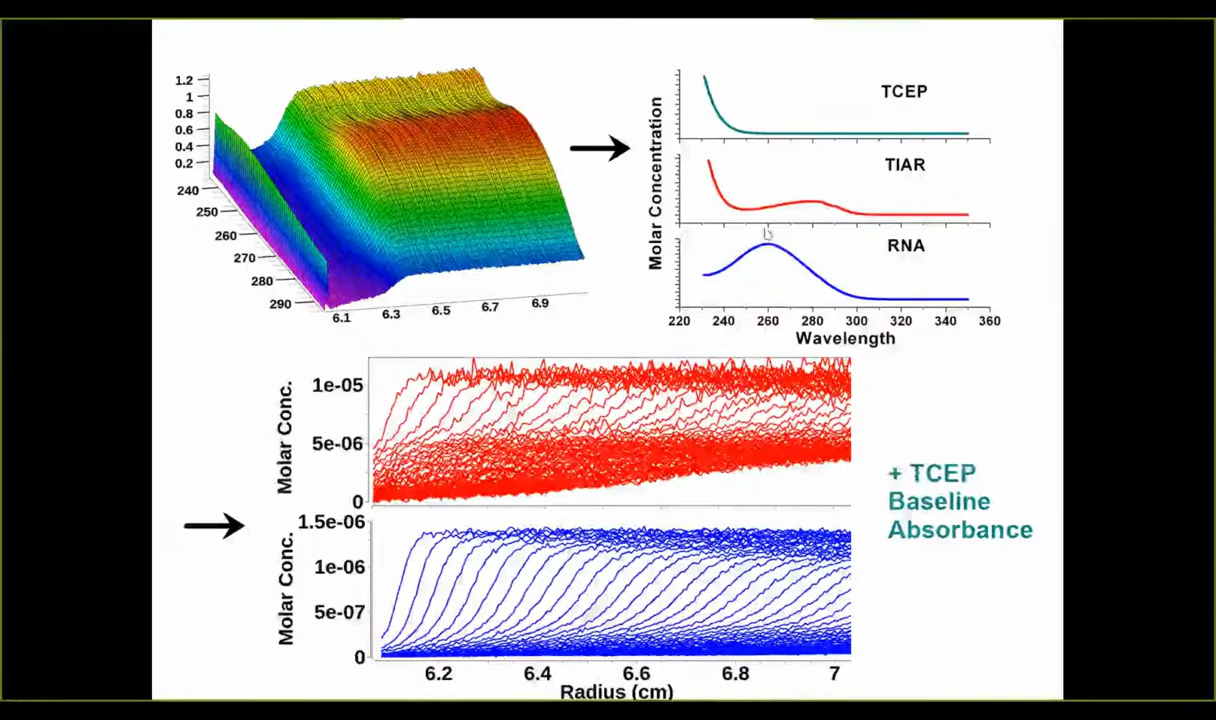 1.2
1
0.8
0.6
0.4
0.2
240
250
260
270
280
290
6.1
6.3
6.5
6.7
6.9
Molar Concentration
TCEP
TIAR
RNA
220 240 260 280 300 320 340 360
Wavelength
Molar Conc.
1e-05
5e-06
0
Molar Conc.
1.5e-06
1e-06
5e-07
0
6.2 6.4 6.6 6.8 7
Radius (cm)
+ TCEP
Baseline
Absorbance